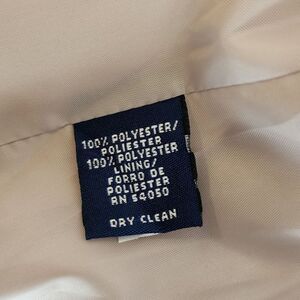 100% POLYESTER/
POLIESTER
100% POLYESTER
LINING/
FORRO DE
POLIESTER
RN 54050
DRY CLEAN